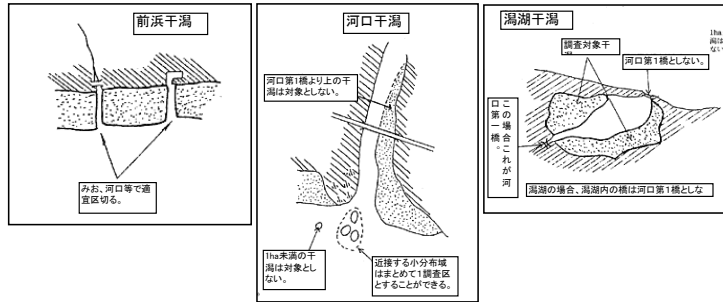 前浜干潟
みお、河口等で適
宜区切る。
河口干潟
河口第1橋より上の干
潟は対象としない。
1ha未満の干
潟は対象とし
ない。
近接する小分布域
はまとめて1調査区
とすることができる。
潟湖干潟
調査対象干
河口第1橋としない。
1ha
潟は
ない
この場合これが河
口第一橋。
潟湖の場合、潟湖内の橋は河口第1橋としな